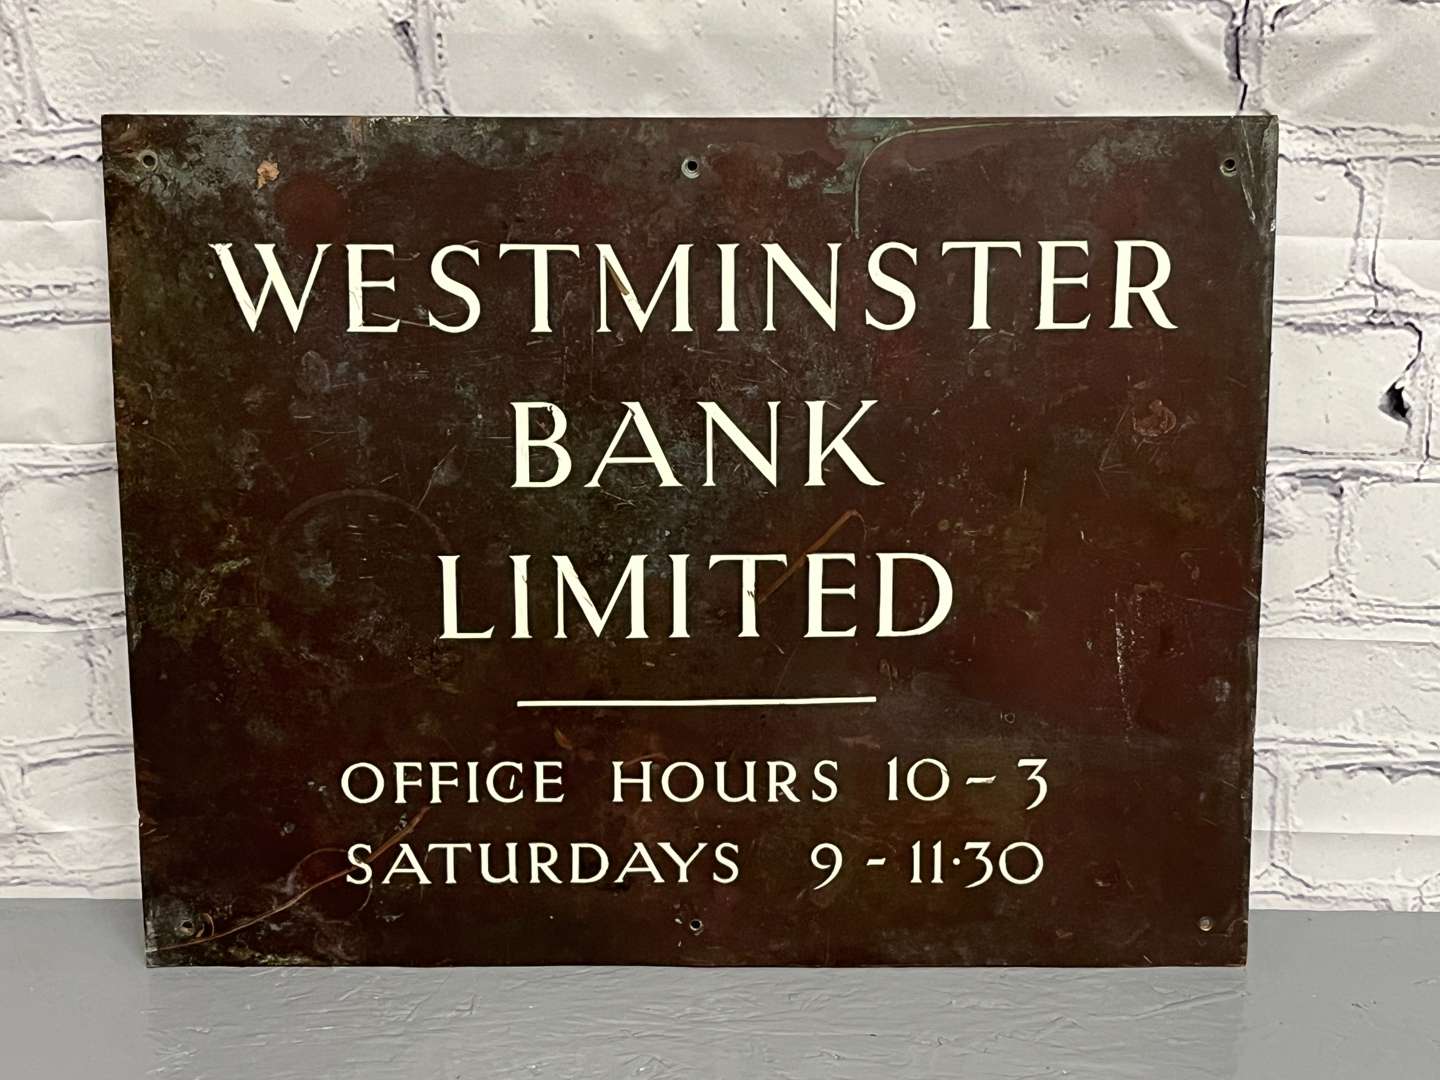 WESTMINSTER
BANK
LIMITED
OFFICE HOURS 10 – 3
SATURDAYS 9 – 11·30